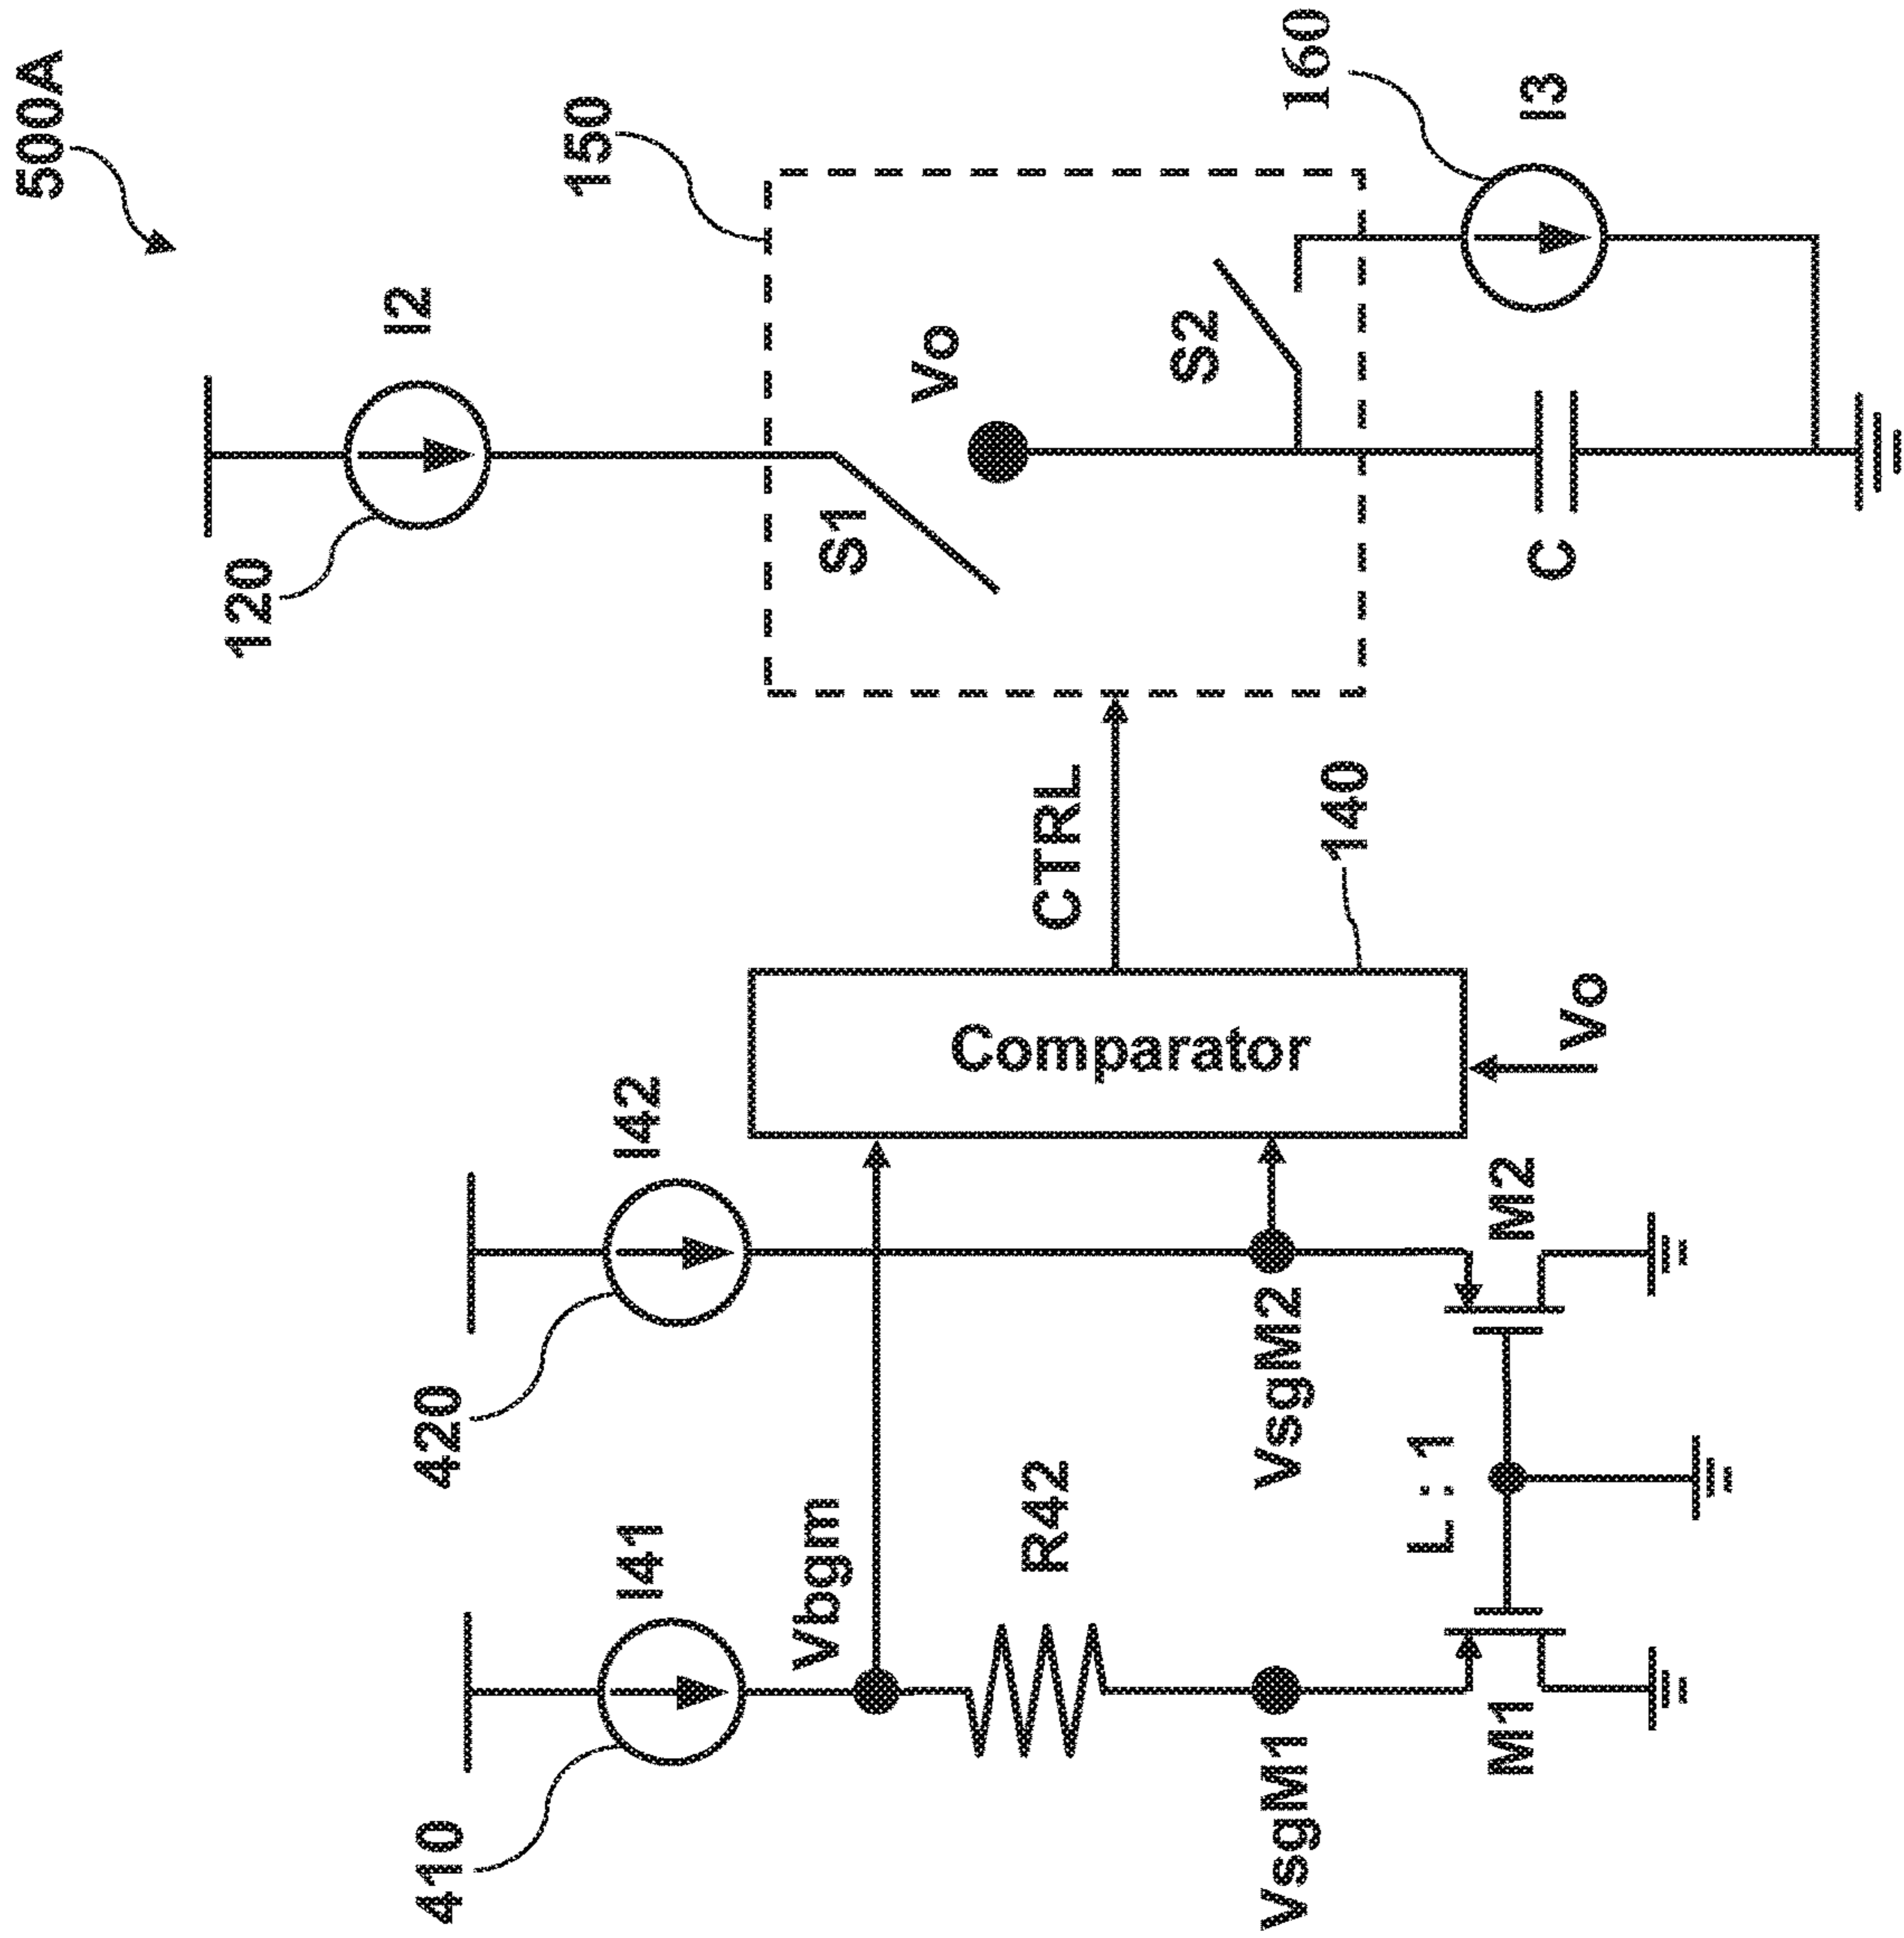 500A
120
I2
150
S1
Vo
S2
160
I3
C
CTRL
140
Comparator
Vo
420
I42
410
I41
Vbgm
R42
VsgM2
VsgM1
L : 1
M2
M1